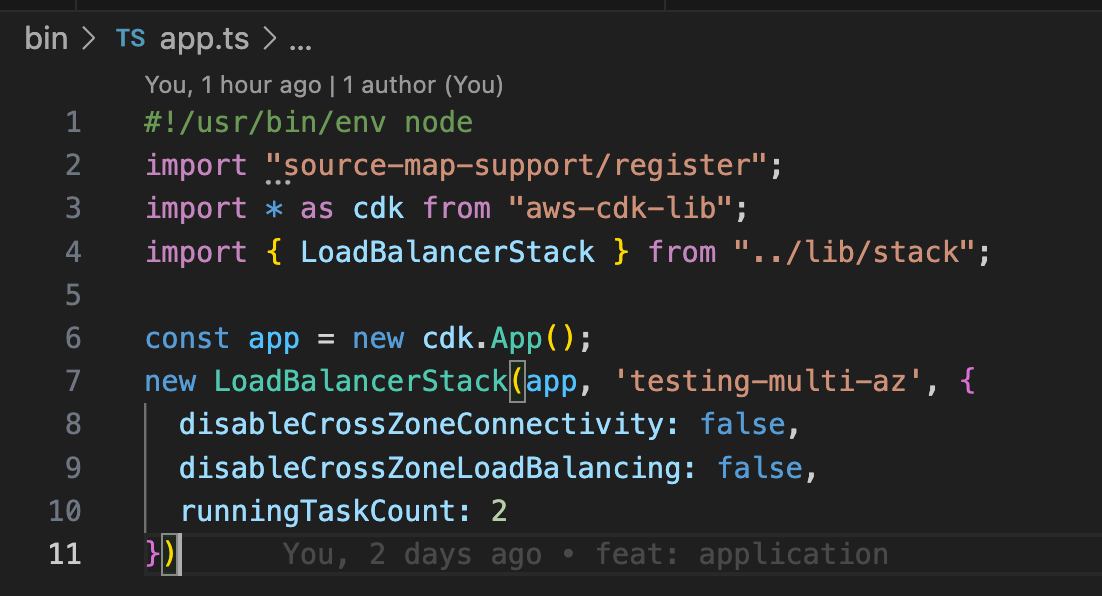 bin > TS app.ts > ...
You, 1 hour ago | 1 author (You)
1 #!/usr/bin/env node
2 import "source-map-support/register";
3 import * as cdk from "aws-cdk-lib";
4 import { LoadBalancerStack } from "../lib/stack";
5
6 const app = new cdk.App();
7 new LoadBalancerStack(app, 'testing-multi-az', {
8   disableCrossZoneConnectivity: false,
9   disableCrossZoneLoadBalancing: false,
10   runningTaskCount: 2
11 }) You, 2 days ago • feat: application